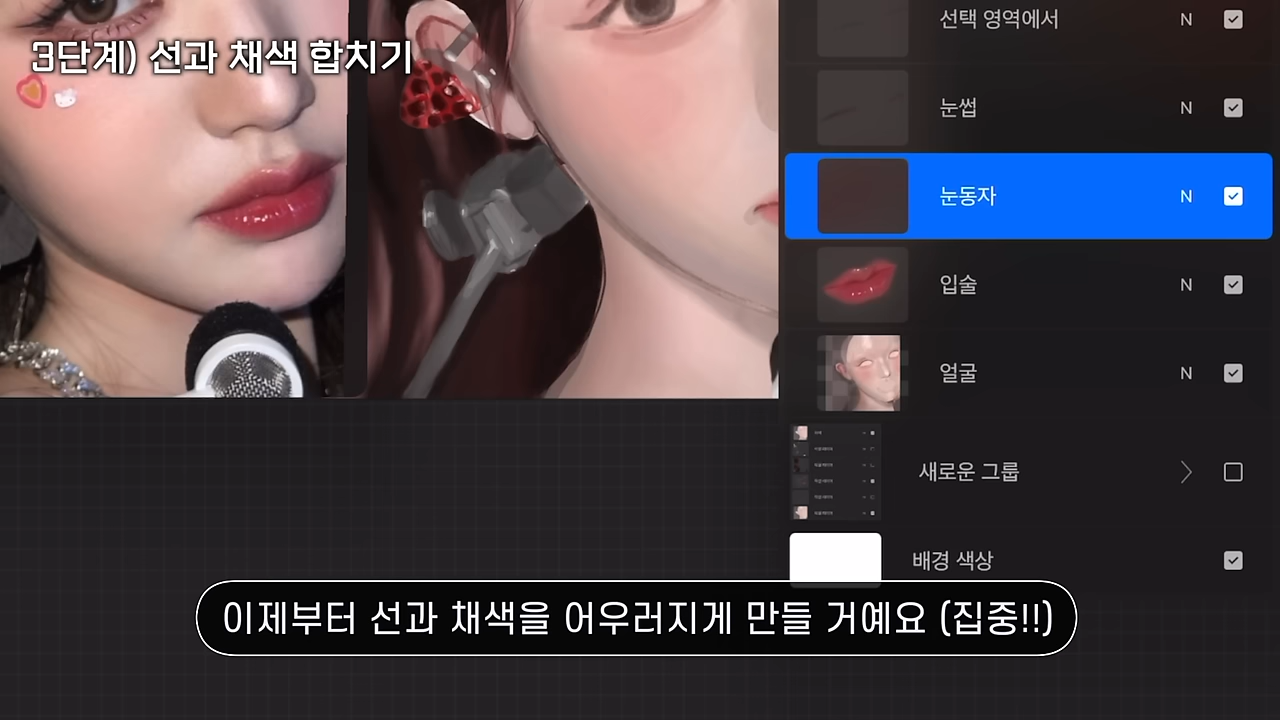 3단계) 선과 채색 합치기
선택 영역에서 N
눈썹 N
눈동자 N
입술 N
얼굴 N
새로운 그룹
배경 색상
이제부터 선과 채색을 어우러지게 만들 거예요 (집중!!)